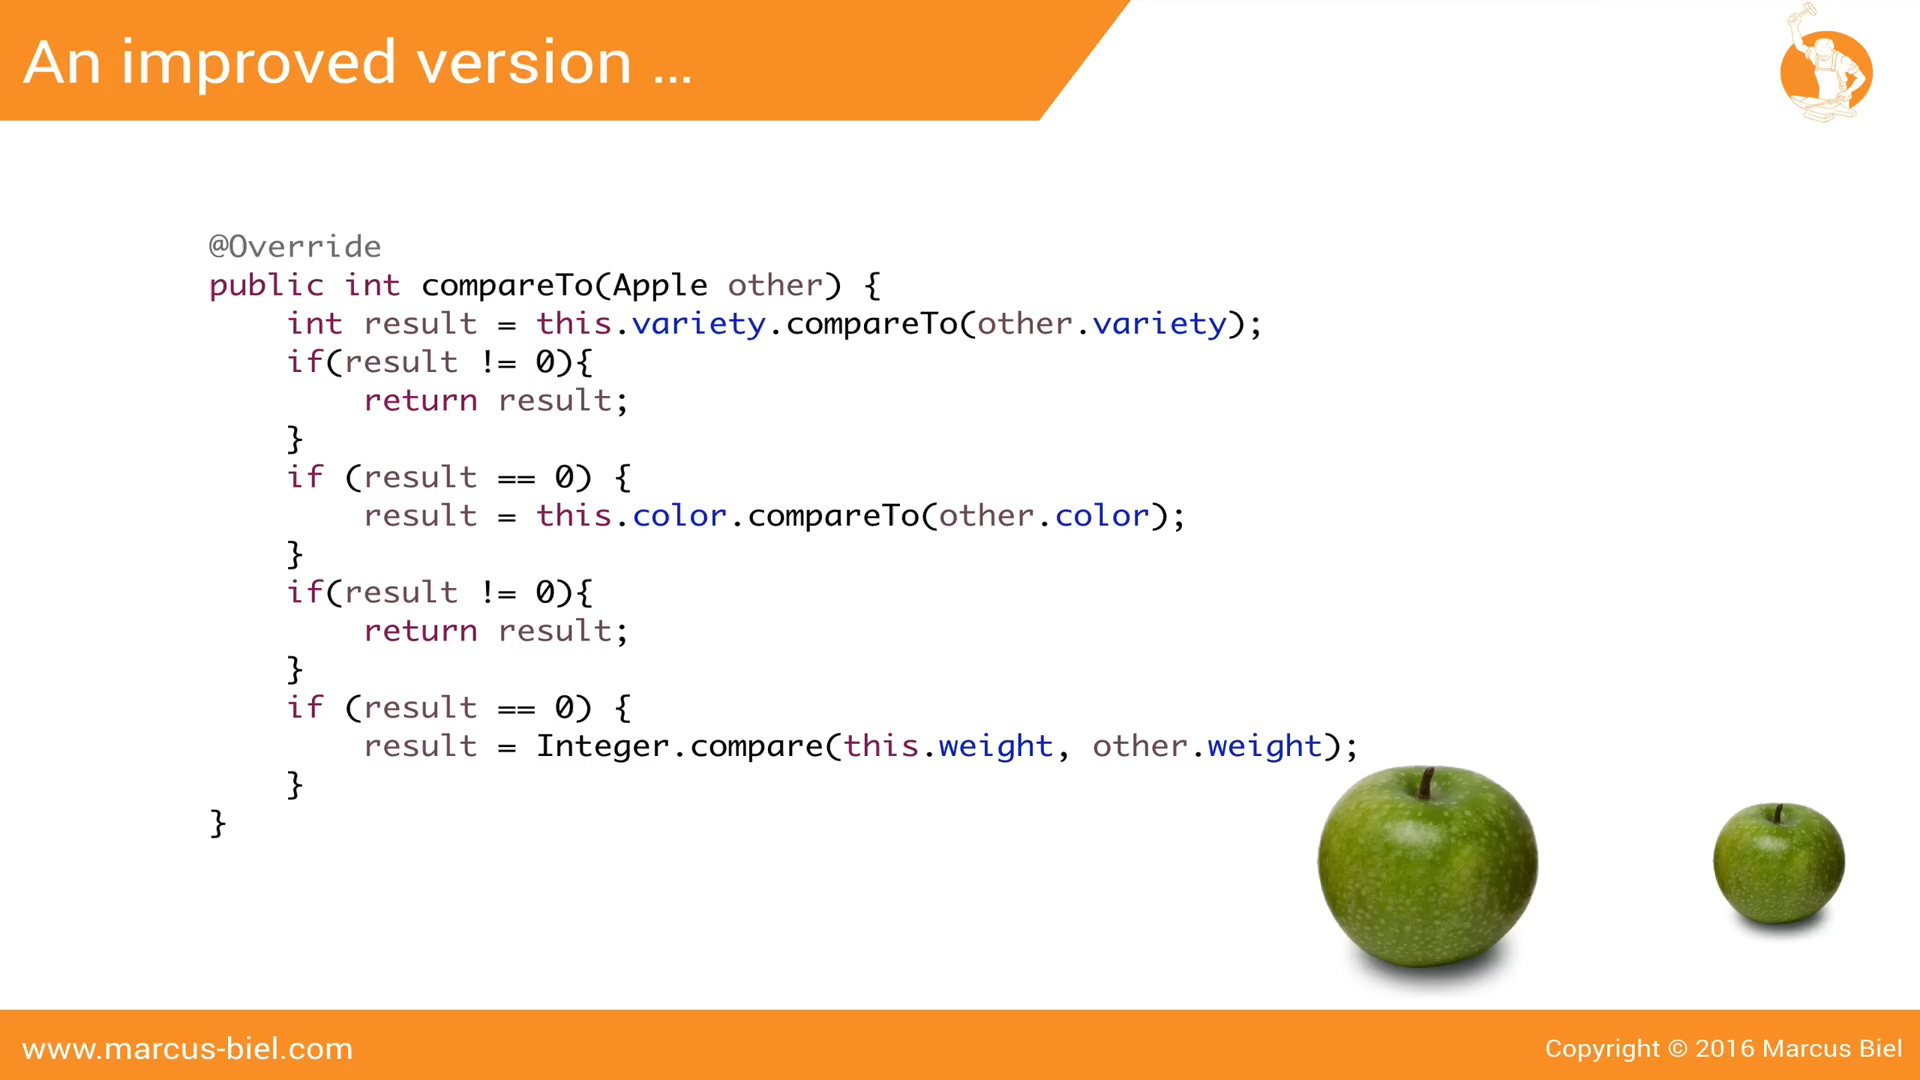 An improved version ...
@Override
public int compareTo(Apple other) {
    int result = this.variety.compareTo(other.variety);
    if(result != 0){
        return result;
    }
    if (result == 0) {
        result = this.color.compareTo(other.color);
    }
    if(result != 0){
        return result;
    }
    if (result == 0) {
        result = Integer.compare(this.weight, other.weight);
    }
}
www.marcus-biel.com
Copyright © 2016 Marcus Biel